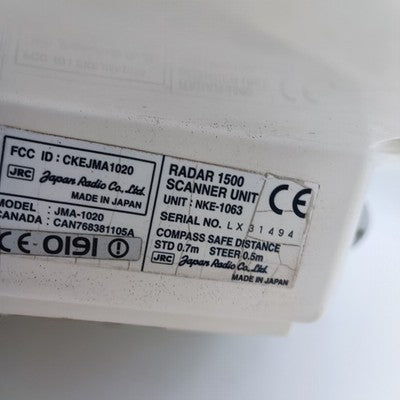 FCC ID : CKEJMA1020
JRC Japan Radio Co., Ltd.
MADE IN JAPAN
MODEL : JMA-1020
CANADA : CAN768381105A
CE 0191
RADAR 1500
SCANNER UNIT
CE
UNIT : NKE-1063
SERIAL NO. LX31494
COMPASS SAFE DISTANCE
STD 0.7m STEER 0.5m
JRC Japan Radio Co., Ltd.
MADE IN JAPAN